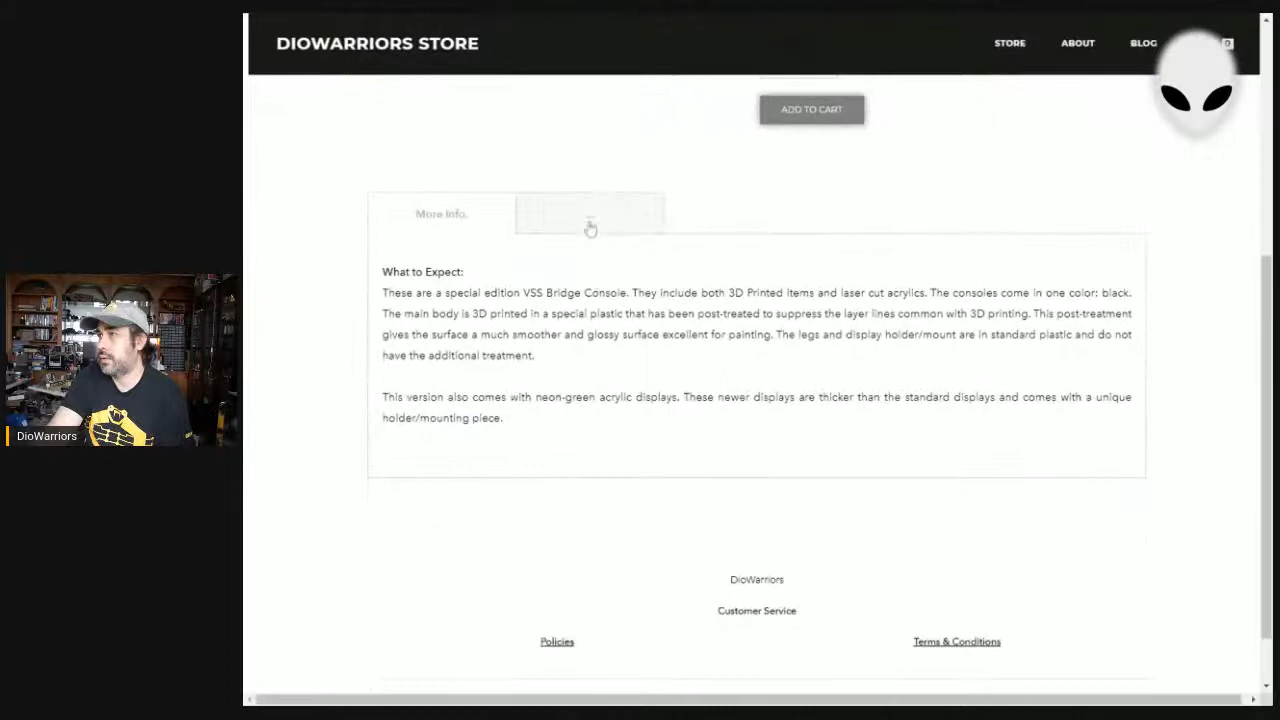 DIOWARRIORS STORE
STORE ABOUT BLOG 0
ADD TO CART
More Info.
What to Expect:
These are a special edition VSS Bridge Console. They include both 3D Printed items and laser cut acrylics. The consoles come in one color: black.
The main body is 3D printed in a special plastic that has been post-treated to suppress the layer lines common with 3D printing. This post-treatment
gives the surface a much smoother and glossy surface excellent for painting. The legs and display holder/mount are in standard plastic and do not
have the additional treatment.
This version also comes with neon-green acrylic displays. These newer displays are thicker than the standard displays and comes with a unique
holder/mounting piece.
DioWarriors
DioWarriors
Customer Service
Policies
Terms & Conditions